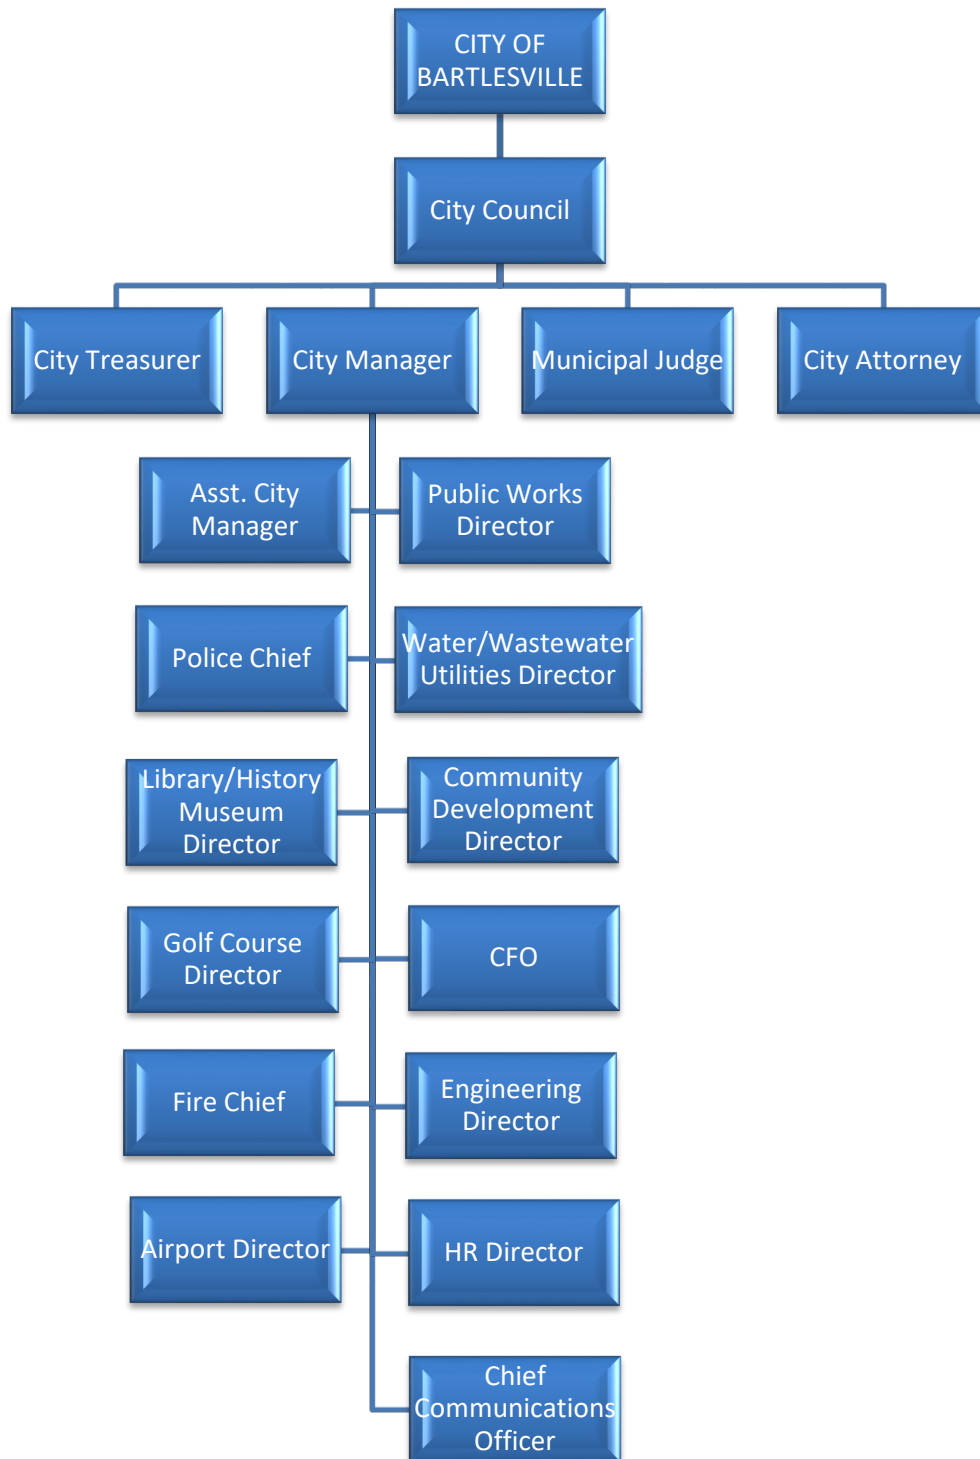 CITY OF
BARTLESVILLE
City Council
City Treasurer
City Manager
Municipal Judge
City Attorney
Asst. City
Manager
Public Works
Director
Police Chief
Water/Wastewater
Utilities Director
Library/History
Museum
Director
Community
Development
Director
Golf Course
Director
CFO
Fire Chief
Engineering
Director
Airport Director
HR Director
Chief
Communications
Officer